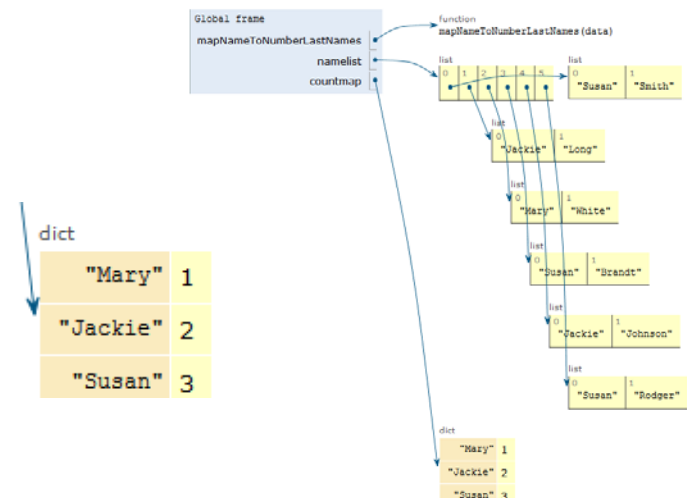 Global frame
mapNameToNumberLastNames
namelist
countmap
function
mapNameToNumberLastNames(data)
list
0 1 2 3 4 5
list
0 1
"Susan" "Smith"
list
0 1
"Jackie" "Long"
list
0 1
"Mary" "White"
list
0 1
"Susan" "Brandt"
list
0 1
"Jackie" "Johnson"
list
0 1
"Susan" "Rodger"
dict
"Mary" 1
"Jackie" 2
"Susan" 3
dict
"Mary" 1
"Jackie" 2
"Susan" 3